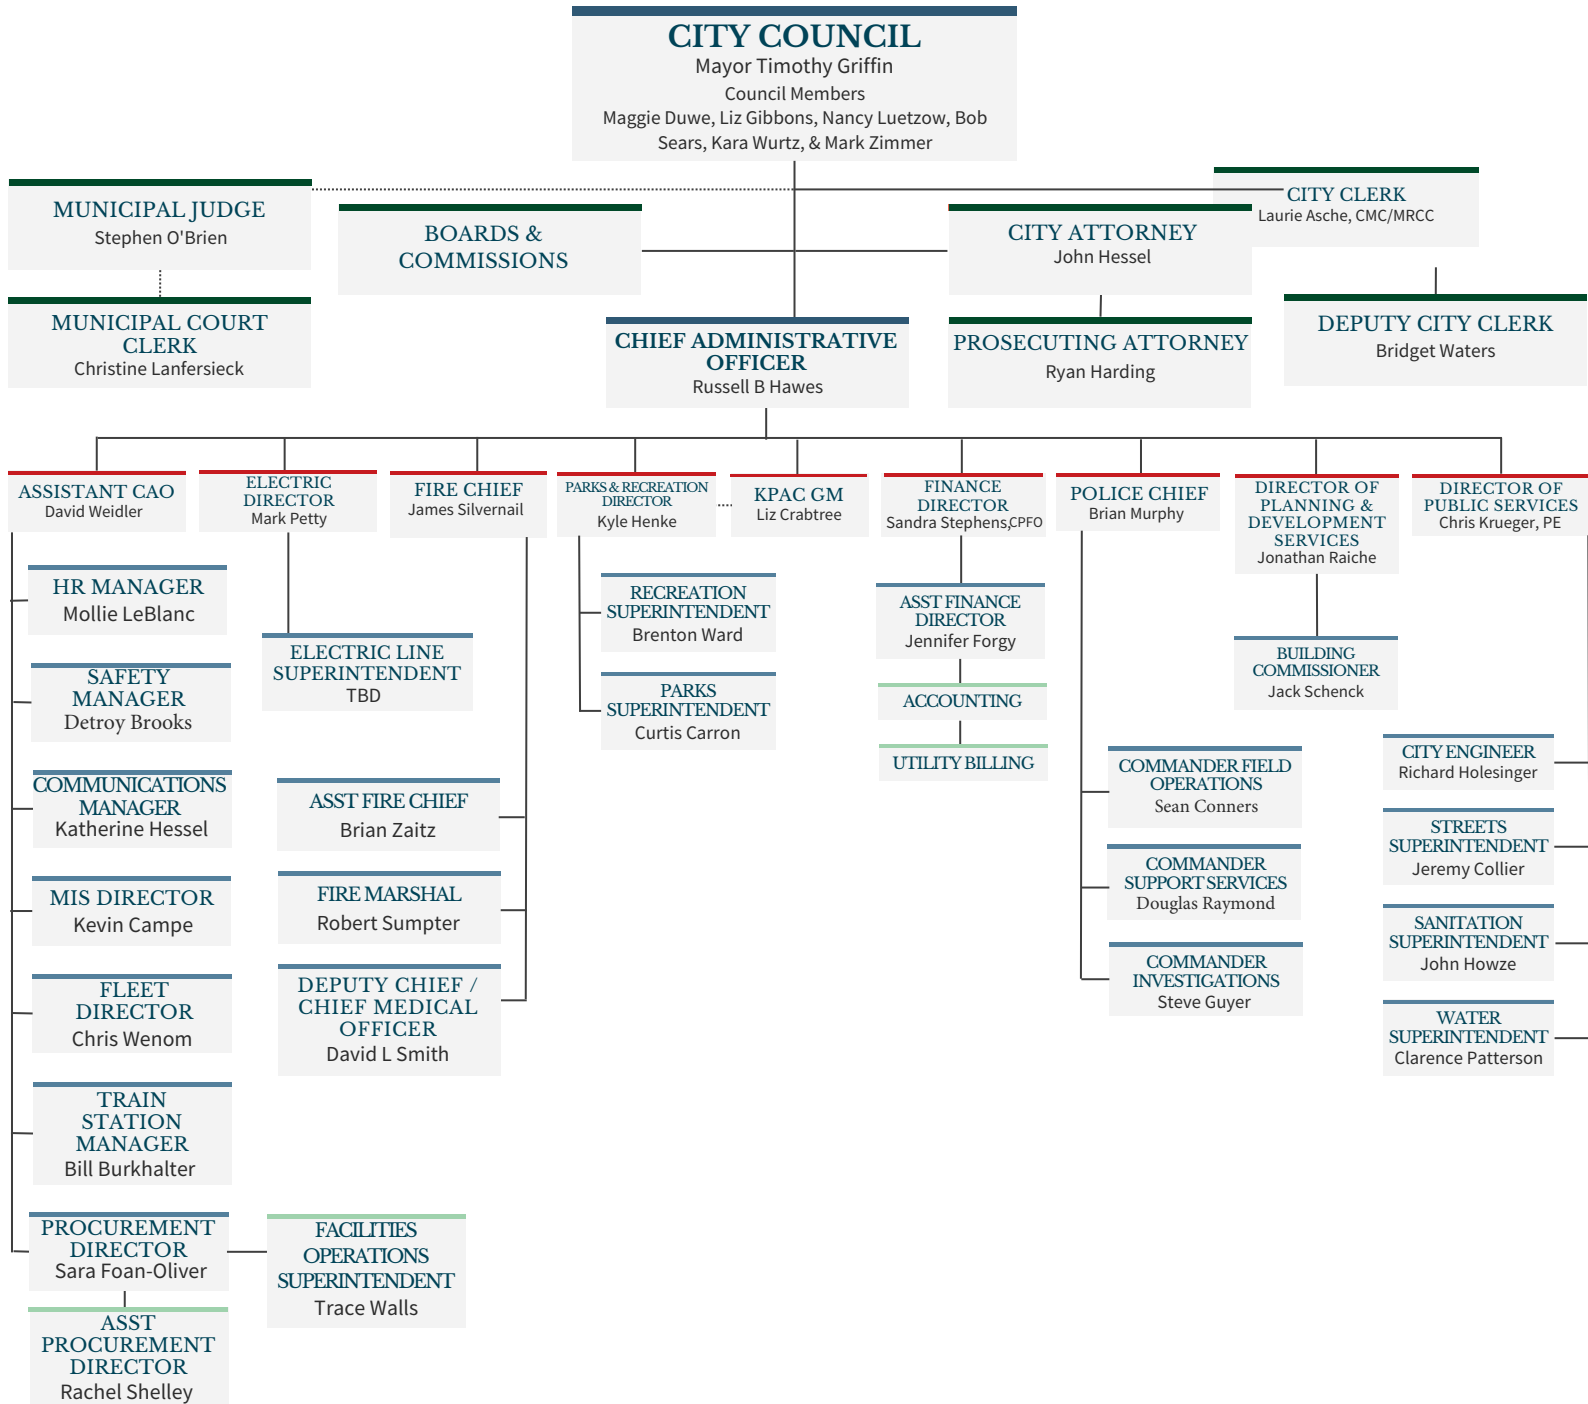 CITY COUNCIL
Mayor Timothy Griffin
Council Members
Maggie Duwe, Liz Gibbons, Nancy Luetzow, Bob
Sears, Kara Wurtz, & Mark Zimmer
MUNICIPAL JUDGE
Stephen O'Brien
BOARDS &
COMMISSIONS
CITY ATTORNEY
John Hessel
CITY CLERK
Laurie Asche, CMC/MRCC
MUNICIPAL COURT
CLERK
Christine Lanfersieck
CHIEF ADMINISTRATIVE
OFFICER
Russell B Hawes
PROSECUTING ATTORNEY
Ryan Harding
DEPUTY CITY CLERK
Bridget Waters
ASSISTANT CAO
David Weidler
ELECTRIC
DIRECTOR
Mark Petty
FIRE CHIEF
James Silvernail
PARKS & RECREATION
DIRECTOR
Kyle Henke
KPAC GM
Liz Crabtree
FINANCE
DIRECTOR
Sandra Stephens,CPFO
POLICE CHIEF
Brian Murphy
DIRECTOR OF
PLANNING &
DEVELOPMENT
SERVICES
Jonathan Raiche
DIRECTOR OF
PUBLIC SERVICES
Chris Krueger, PE
HR MANAGER
Mollie LeBlanc
SAFETY
MANAGER
Detroy Brooks
COMMUNICATIONS
MANAGER
Katherine Hessel
MIS DIRECTOR
Kevin Campe
FLEET
DIRECTOR
Chris Wenom
TRAIN
STATION
MANAGER
Bill Burkhalter
PROCUREMENT
DIRECTOR
Sara Foan-Oliver
ASST
PROCUREMENT
DIRECTOR
Rachel Shelley
FACILITIES
OPERATIONS
SUPERINTENDENT
Trace Walls
ELECTRIC LINE
SUPERINTENDENT
TBD
ASST FIRE CHIEF
Brian Zaitz
FIRE MARSHAL
Robert Sumpter
DEPUTY CHIEF /
CHIEF MEDICAL
OFFICER
David L Smith
RECREATION
SUPERINTENDENT
Brenton Ward
PARKS
SUPERINTENDENT
Curtis Carron
ASST FINANCE
DIRECTOR
Jennifer Forgy
ACCOUNTING
UTILITY BILLING
COMMANDER FIELD
OPERATIONS
Sean Conners
COMMANDER
SUPPORT SERVICES
Douglas Raymond
COMMANDER
INVESTIGATIONS
Steve Guyer
BUILDING
COMMISSIONER
Jack Schenck
CITY ENGINEER
Richard Holesinger
STREETS
SUPERINTENDENT
Jeremy Collier
SANITATION
SUPERINTENDENT
John Howze
WATER
SUPERINTENDENT
Clarence Patterson